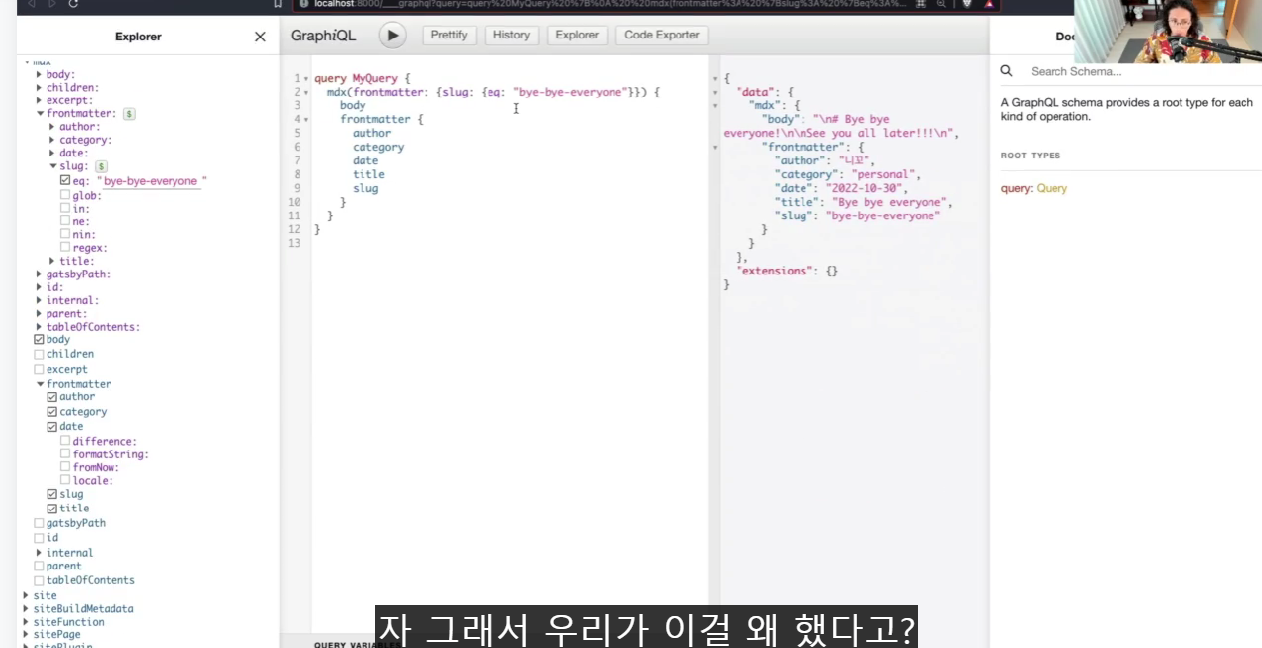 localhost:8000/___graphql?query=query%20MyQuery%20%7B%0A%20%20mdx(frontmatter%3A%20%7Bslug%3A%20%7Beq%3A%...
Explorer
GraphiQL
Prettify
History
Explorer
Code Exporter
mdx
body:
children:
excerpt:
frontmatter: $
author:
category:
date:
slug: $
eq: "bye-bye-everyone "
glob:
in:
ne:
nin:
regex:
title:
gatsbyPath:
id:
internal:
parent:
tableOfContents:
body
children
excerpt
frontmatter
author
category
date
difference:
formatString:
fromNow:
locale:
slug
title
gatsbyPath
id
internal
parent
tableOfContents
site
siteBuildMetadata
siteFunction
sitePage
sitePlugin
1 query MyQuery {
2 mdx(frontmatter: {slug: {eq: "bye-bye-everyone"}}) {
3 body
4 frontmatter {
5 author
6 category
7 date
8 title
9 slug
10 }
11 }
12 }
13
{
"data": {
"mdx": {
"body": "\n# Bye bye
everyone!\n\nSee you all later!!!\n",
"frontmatter": {
"author": "니꼬",
"category": "personal",
"date": "2022-10-30",
"title": "Bye bye everyone",
"slug": "bye-bye-everyone"
}
}
},
"extensions": {}
}
Search Schema...
A GraphQL schema provides a root type for each
kind of operation.
ROOT TYPES
query: Query
자 그래서 우리가 이걸 왜 했다고?